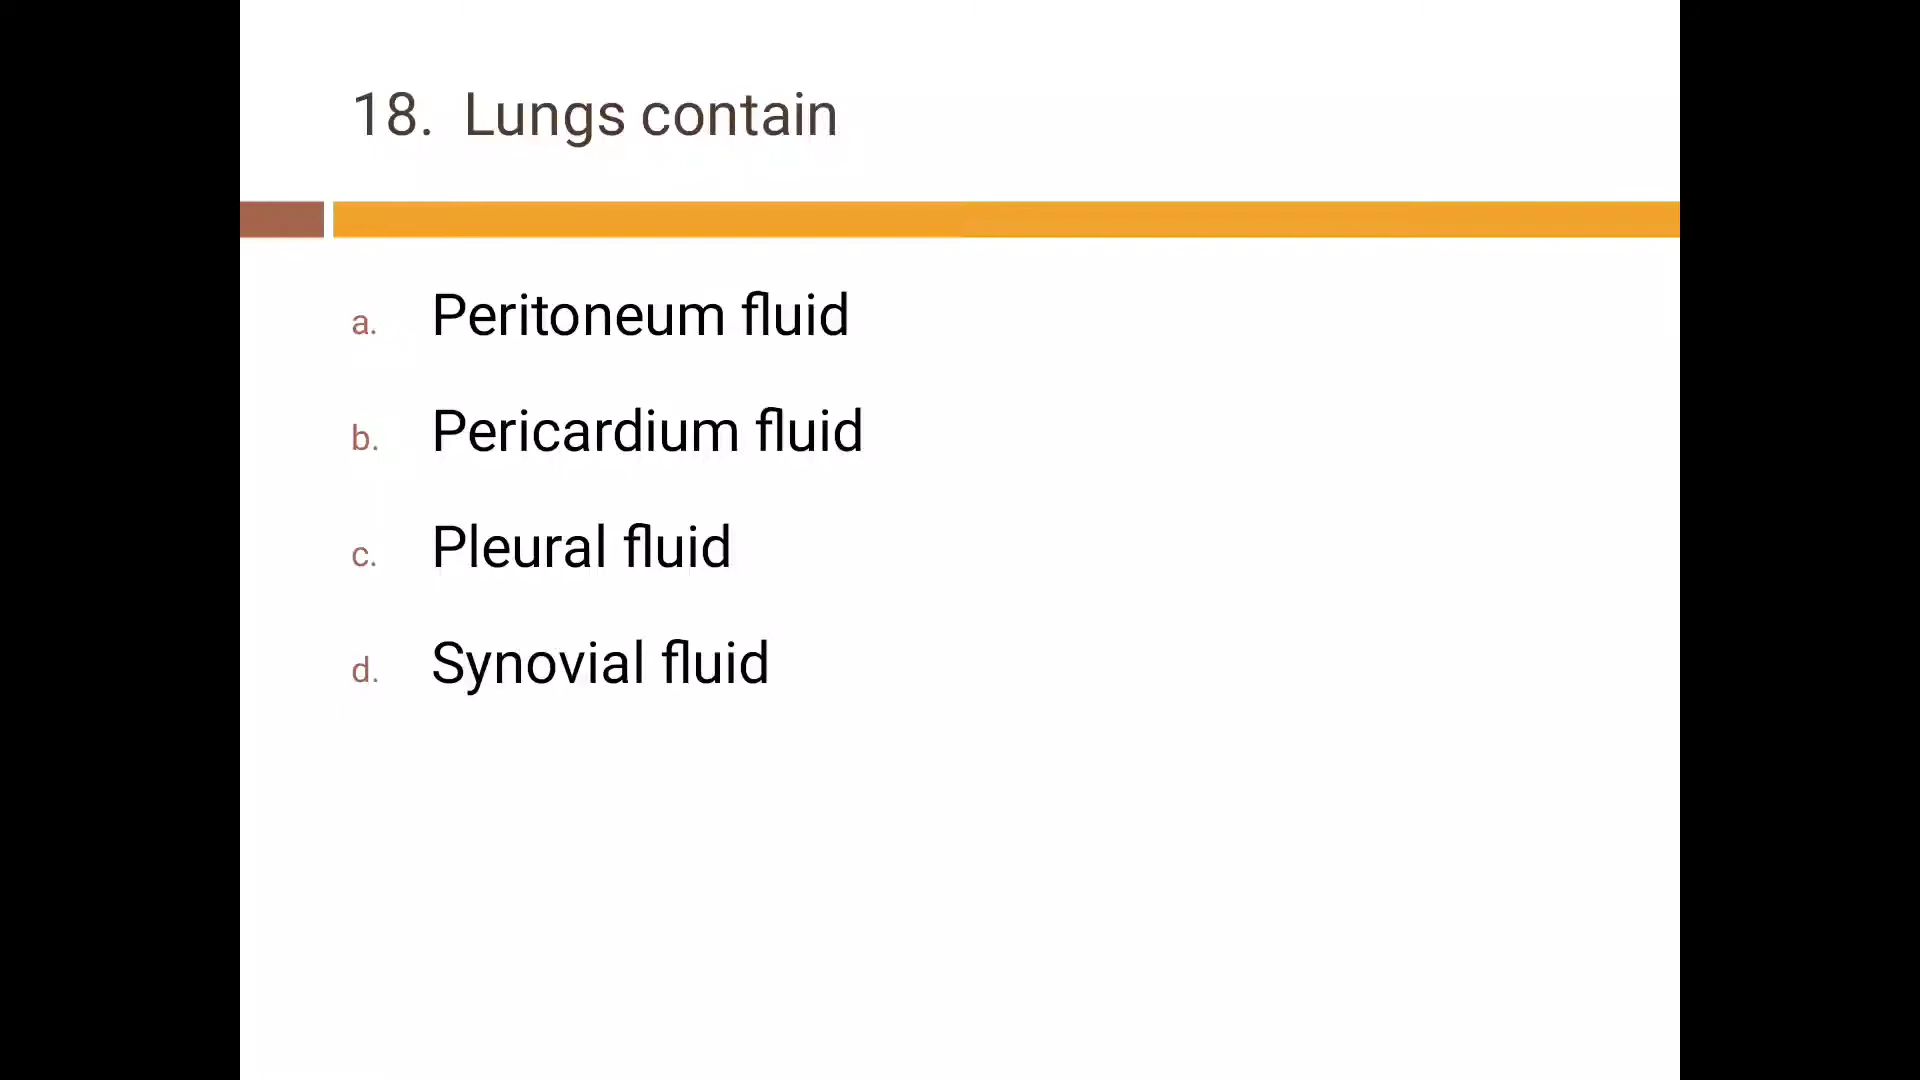 18. Lungs contain
a. Peritoneum fluid
b. Pericardium fluid
c. Pleural fluid
d. Synovial fluid